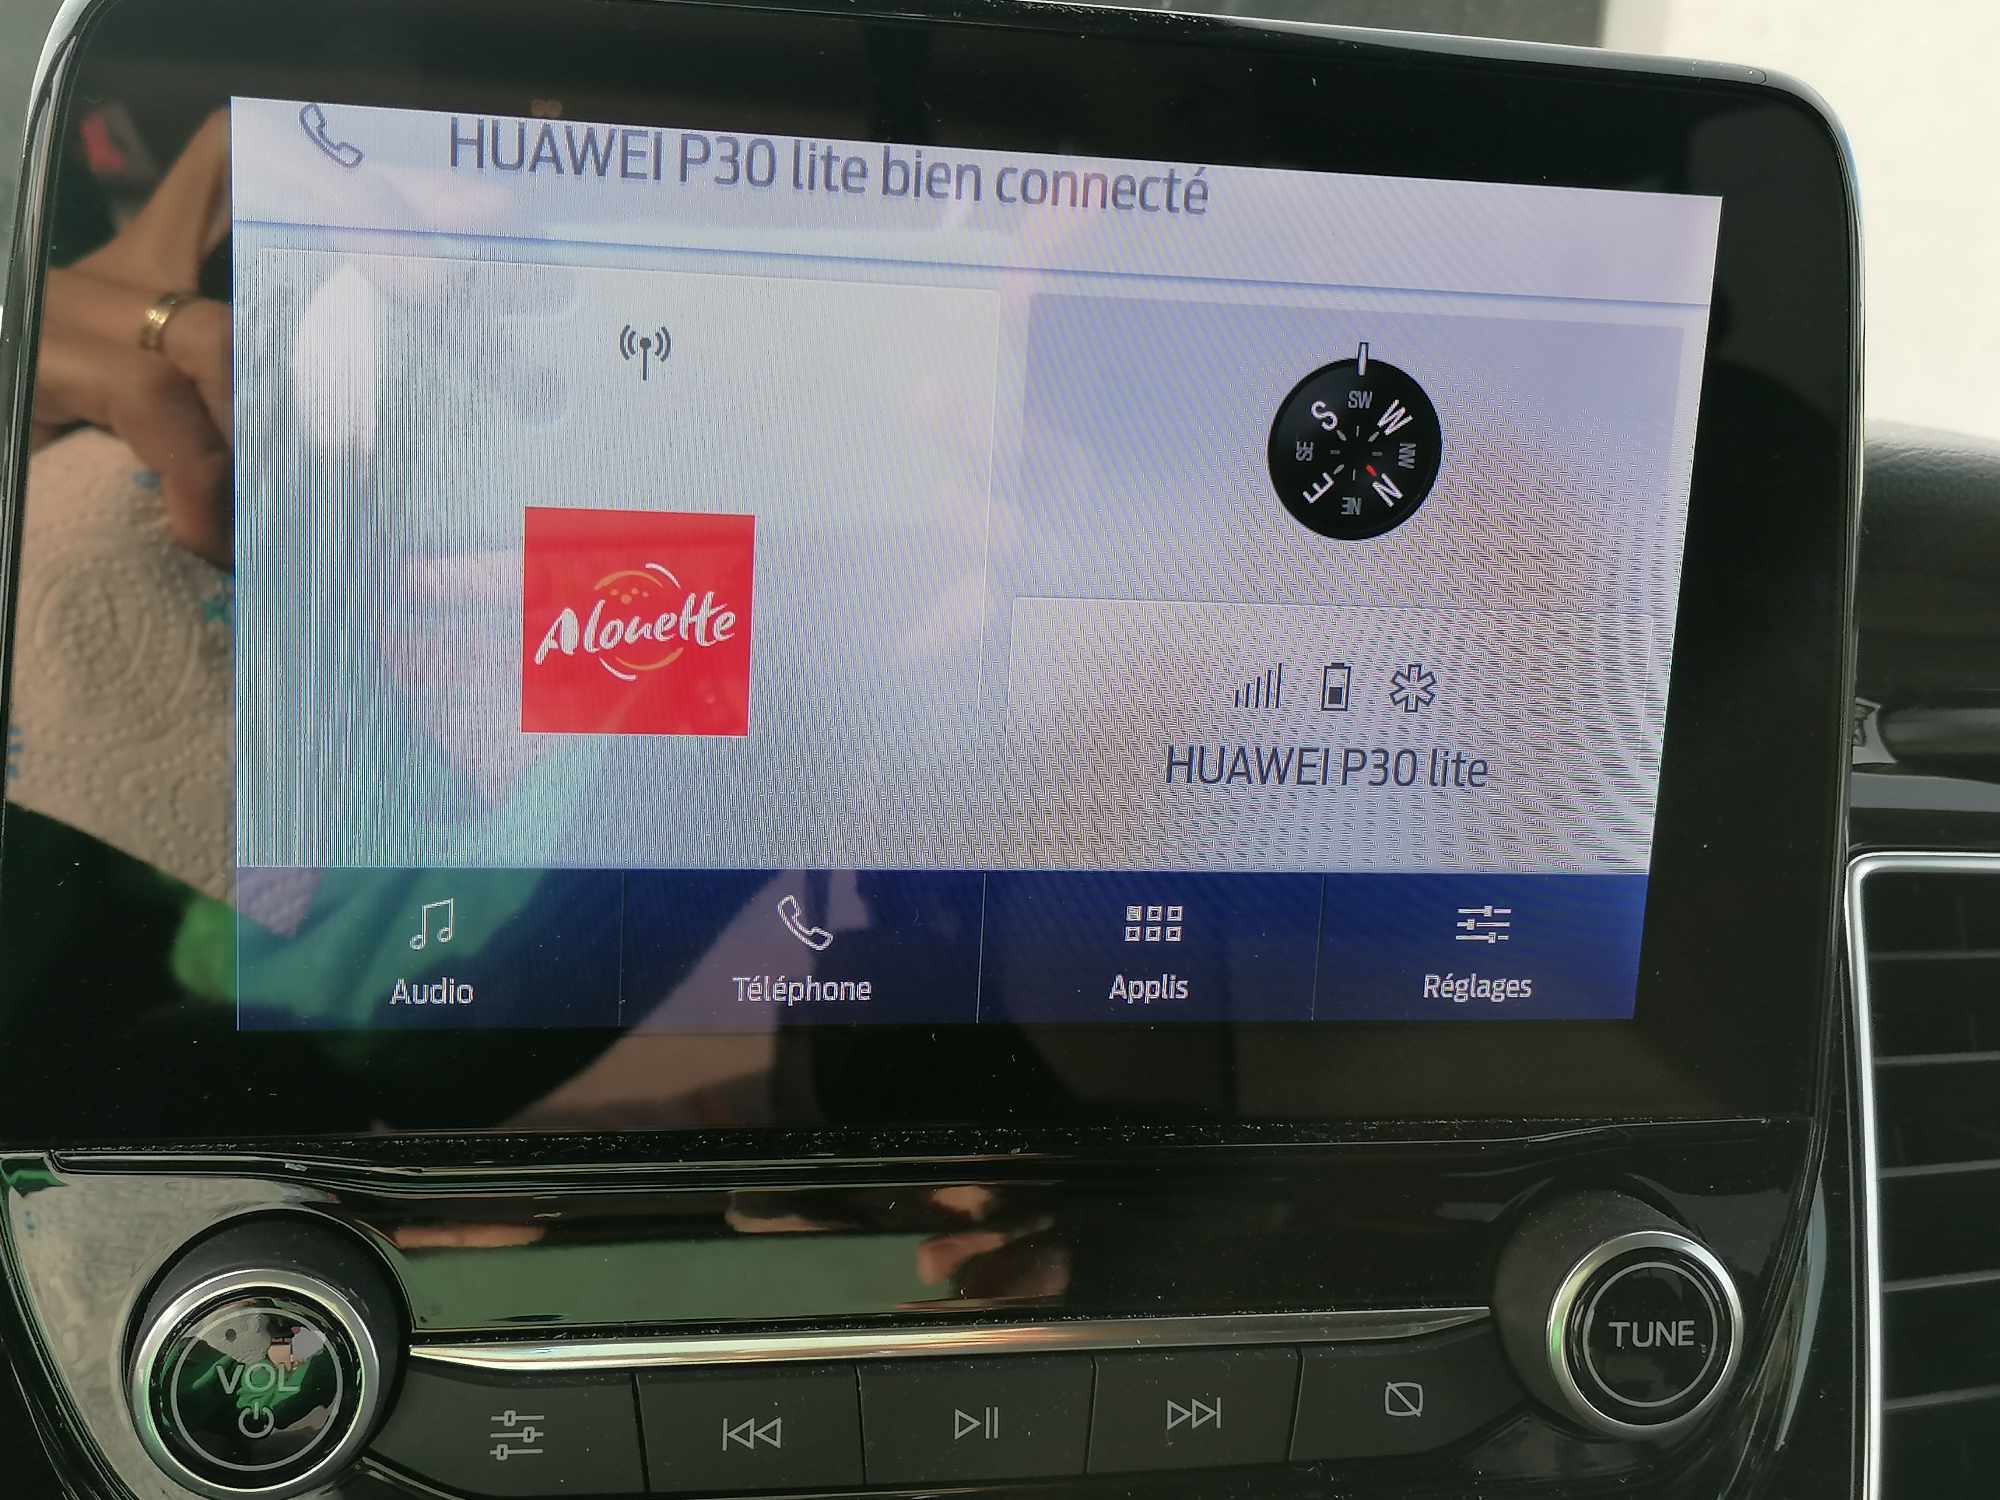 HUAWEI P30 lite bien connecté
SW
S
W
SE
NW
E
N
NE
Alouette
HUAWEI P30 lite
Audio
Téléphone
Applis
Réglages
VOL
TUNE